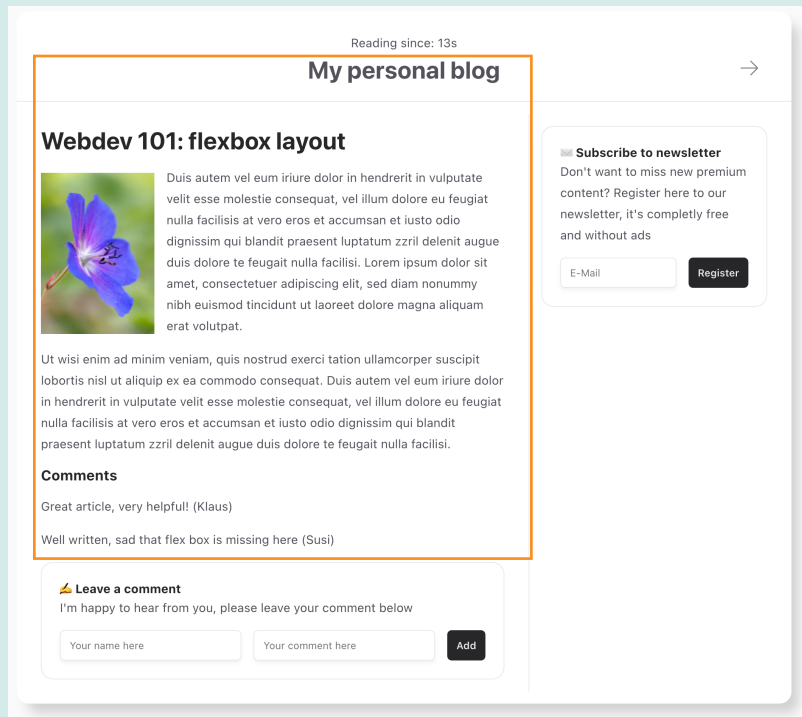 Reading since: 13s
My personal blog
Webdev 101: flexbox layout
Duis autem vel eum iriure dolor in hendrerit in vulputate
velit esse molestie consequat, vel illum dolore eu feugiat
nulla facilisis at vero eros et accumsan et iusto odio
dignissim qui blandit praesent luptatum zzril delenit augue
duis dolore te feugait nulla facilisi. Lorem ipsum dolor sit
amet, consectetuer adipiscing elit, sed diam nonummy
nibh euismod tincidunt ut laoreet dolore magna aliquam
erat volutpat.
Ut wisi enim ad minim veniam, quis nostrud exerci tation ullamcorper suscipit
lobortis nisl ut aliquip ex ea commodo consequat. Duis autem vel eum iriure dolor
in hendrerit in vulputate velit esse molestie consequat, vel illum dolore eu feugiat
nulla facilisis at vero eros et accumsan et iusto odio dignissim qui blandit
praesent luptatum zzril delenit augue duis dolore te feugait nulla facilisi.
Comments
Great article, very helpful! (Klaus)
Well written, sad that flex box is missing here (Susi)
✍️ Leave a comment
I'm happy to hear from you, please leave your comment below
Your name here
Your comment here
Add
✉️ Subscribe to newsletter
Don't want to miss new premium
content? Register here to our
newsletter, it's completly free
and without ads
E-Mail
Register